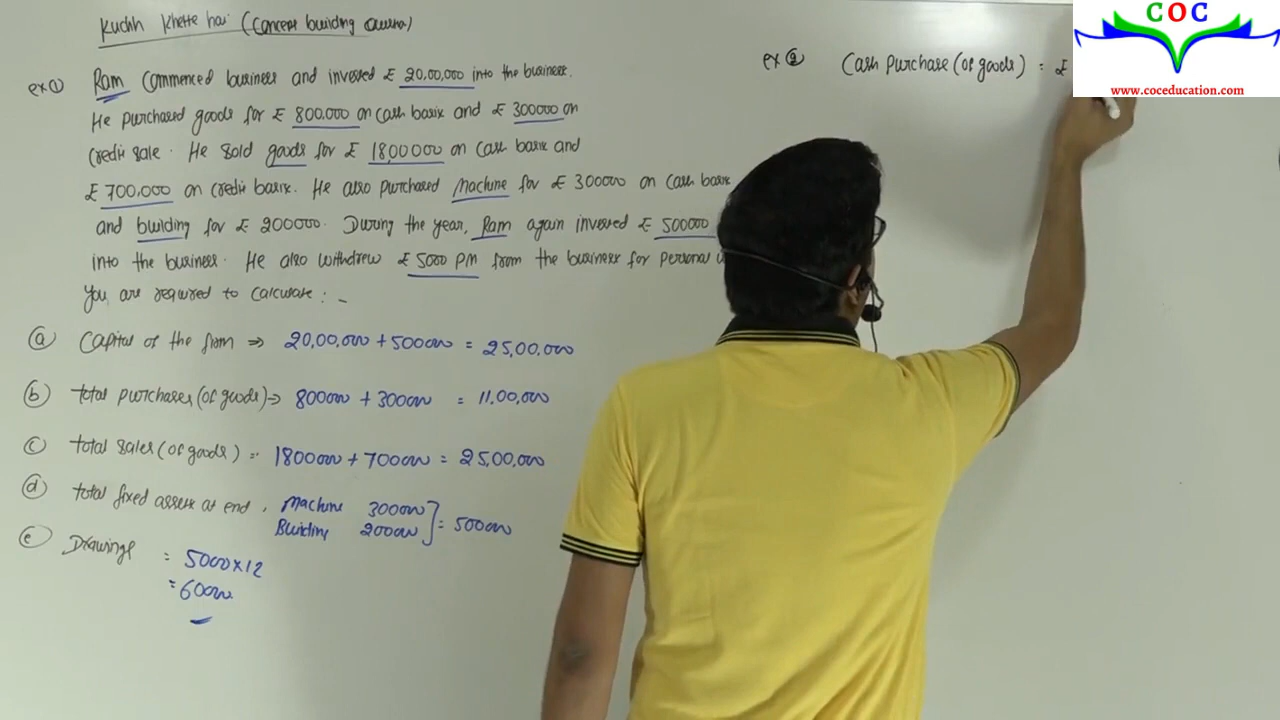 Kuchh Khatte hai (Concept building
ex ① Ram Commenced business and invested £ 20,00,000 into the business.
He purchased goods for £ 800,000 on cash basis and £ 300000 on
credit sale. He sold goods for £ 18,00000 on cash basis and
£ 700,000 on credit basis. He also purchased Machine for £ 300000 on cash basis
and building for £ 200000. During the year, Ram again invested £ 500000
into the business. He also withdrew £ 5000 PM from the business for personal
You are required to calculate : -
ⓐ Capital of the firm ⇒ 20,00,000 + 500000 = 25,00,000
ⓑ total purchases (of goods) → 800000 + 300000 = 11,00,000
ⓒ total sales (of goods) = 1800000 + 700000 = 25,00,000
ⓓ total fixed assets at end, Machine 300000
Building 200000 ] = 500000
ⓔ Drawings = 5000×12
= 60000
ex ② Cash purchase (of goods) = £
COC
www.coceducation.com